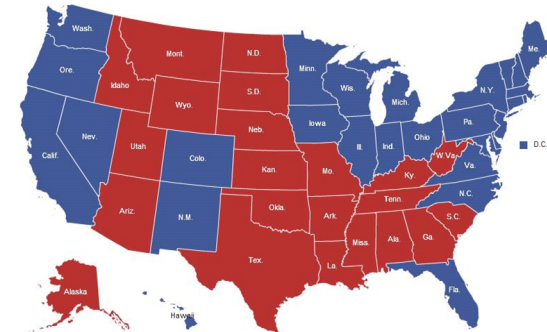 Wash.
Ore.
Calif.
Nev.
Idaho
Mont.
Wyo.
Utah
Ariz.
Colo.
N.M.
N.D.
S.D.
Neb.
Kan.
Okla.
Tex.
Minn.
Iowa
Mo.
Ark.
La.
Wis.
Ill.
Mich.
Ind.
Ohio
Ky.
Tenn.
Miss.
Ala.
Ga.
Fla.
S.C.
N.C.
Va.
W.Va.
Pa.
N.Y.
Me.
D.C.
Alaska
Hawaii